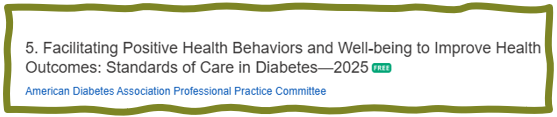 5. Facilitating Positive Health Behaviors and Well-being to Improve Health
Outcomes: Standards of Care in Diabetes—2025 FREE
American Diabetes Association Professional Practice Committee